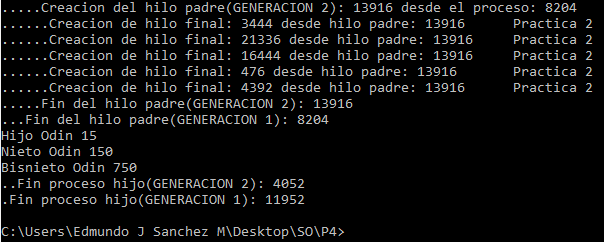 .....Creacion del hilo padre(GENERACION 2): 13916 desde el proceso: 8204
......Creacion de hilo final: 3444 desde hilo padre: 13916 Practica 2
......Creacion de hilo final: 21336 desde hilo padre: 13916 Practica 2
......Creacion de hilo final: 16444 desde hilo padre: 13916 Practica 2
......Creacion de hilo final: 476 desde hilo padre: 13916 Practica 2
......Creacion de hilo final: 4392 desde hilo padre: 13916 Practica 2
.....Fin del hilo padre(GENERACION 2): 13916
...Fin del hilo padre(GENERACION 1): 8204
Hijo Odin 15
Nieto Odin 150
Bisnieto Odin 750
..Fin proceso hijo(GENERACION 2): 4052
.Fin proceso hijo(GENERACION 1): 11952
C:\Users\Edmundo J Sanchez M\Desktop\SO\P4>